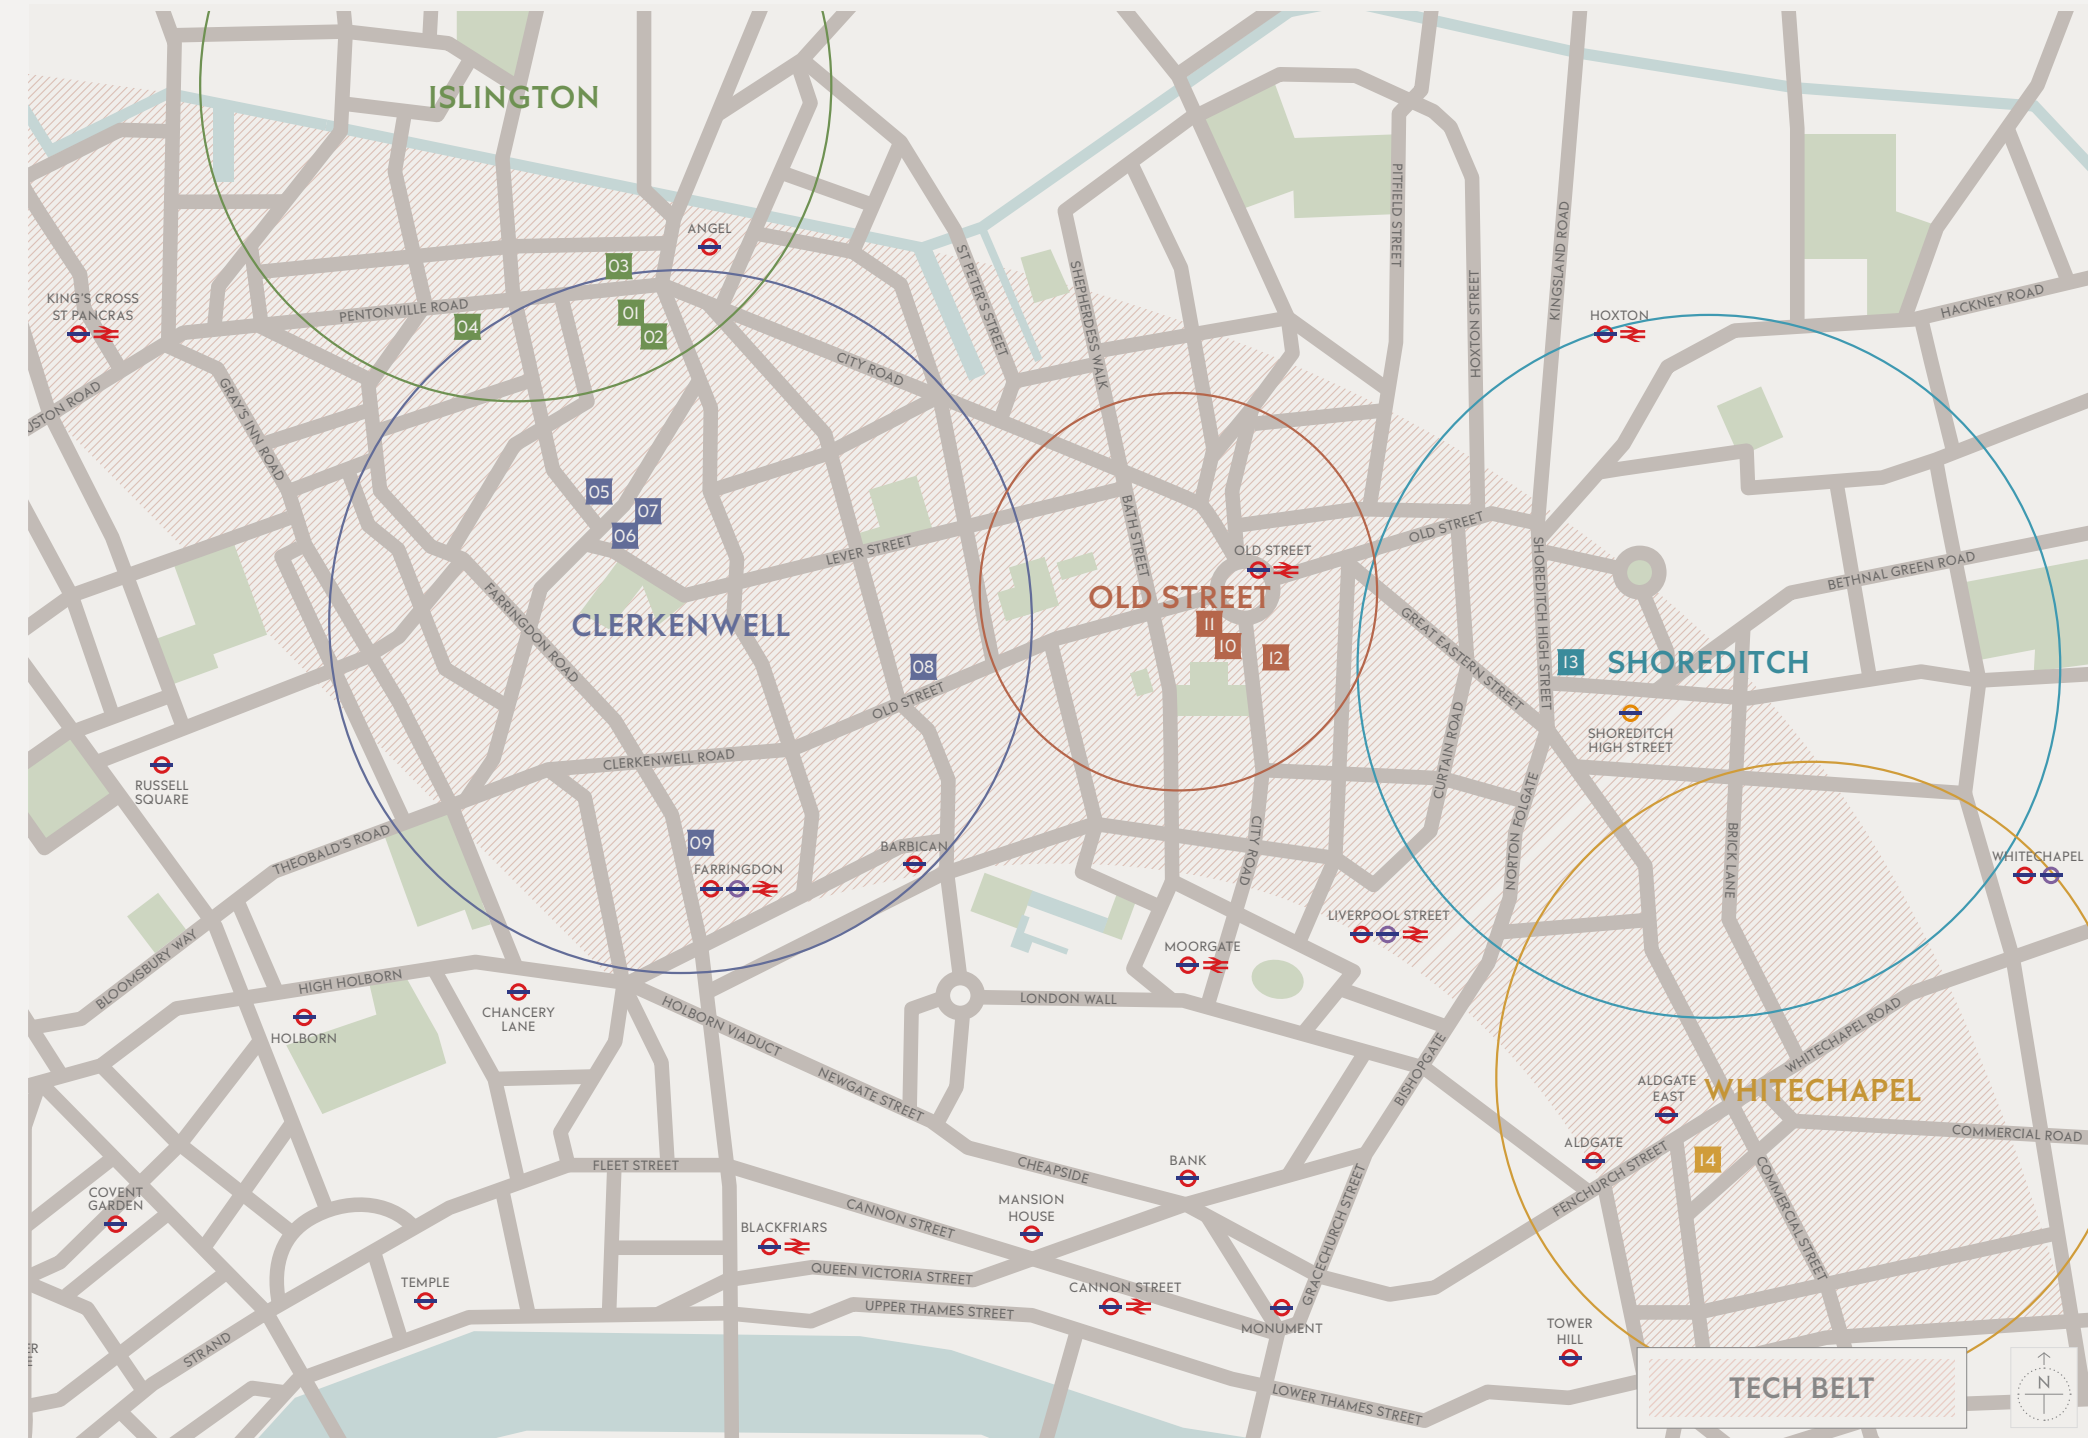 ISLINGTON
ANGEL
03
01
02
04
PENTONVILLE ROAD
KING'S CROSS
ST PANCRAS
USTON ROAD
GRAY'S INN ROAD
CITY ROAD
ST PETER'S STREET
SHEPHERDESS WALK
PITFIELD STREET
HOXTON STREET
KINGSLAND ROAD
HOXTON
HACKNEY ROAD
05
07
06
LEVER STREET
BATH STREET
OLD STREET
OLD STREET
OLD STREET
11
10
12
SHOREDITCH HIGH STREET
BETHNAL GREEN ROAD
GREAT EASTERN STREET
CLERKENWELL
FARRINGDON ROAD
08
OLD STREET
13
SHOREDITCH
SHOREDITCH
HIGH STREET
CLERKENWELL ROAD
CURTAIN ROAD
NORTON FOLGATE
RUSSELL
SQUARE
THEOBALD'S ROAD
09
FARRINGDON
BARBICAN
CITY ROAD
BRICK LANE
WHITECHAPEL
LIVERPOOL STREET
MOORGATE
BLOOMSBURY WAY
HIGH HOLBORN
HOLBORN
CHANCERY
LANE
HOLBORN VIADUCT
LONDON WALL
BISHOPGATE
WHITECHAPEL ROAD
NEWGATE STREET
ALDGATE
EAST
WHITECHAPEL
COMMERCIAL ROAD
ALDGATE
14
FENCHURCH STREET
COMMERCIAL STREET
FLEET STREET
CHEAPSIDE
BANK
COVENT
GARDEN
MANSION
HOUSE
CANNON STREET
BLACKFRIARS
GRACECHURCH STREET
QUEEN VICTORIA STREET
TEMPLE
UPPER THAMES STREET
CANNON STREET
MONUMENT
TOWER
HILL
STRAND
LOWER THAMES STREET
TECH BELT
N